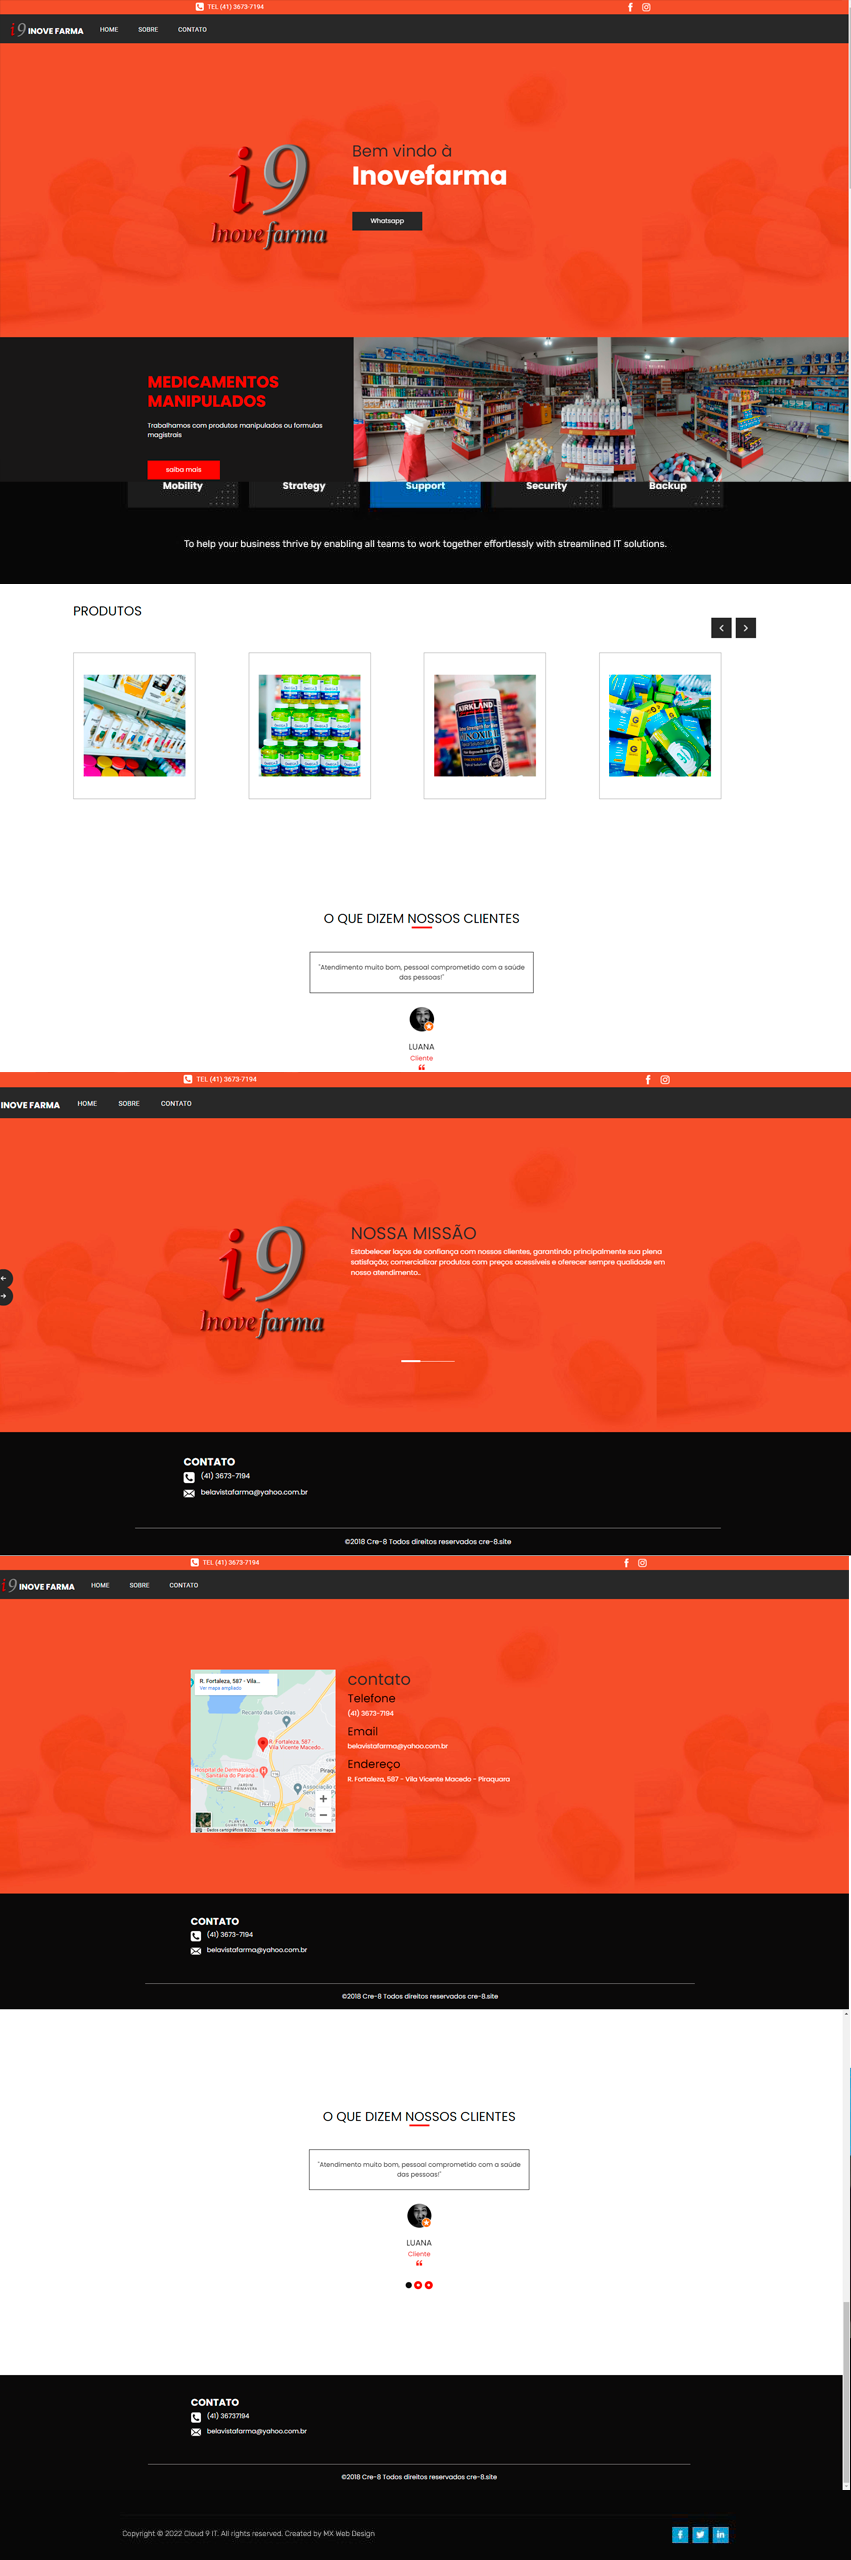 TEL (41) 3673-7194
i9 INOVE FARMA HOME SOBRE CONTATO
Bem vindo à
Inovefarma
i9
Inovefarma
Whatsapp
MEDICAMENTOS
MANIPULADOS
Trabalhamos com produtos manipulados ou formulas
magistrais
saiba mais
Mobility Strategy Support Security Backup
To help your business thrive by enabling all teams to work together effortlessly with streamlined IT solutions.
PRODUTOS
KIRKLAND
O QUE DIZEM NOSSOS CLIENTES
"Atendimento muito bom, pessoal comprometido com a saúde
das pessoas!"
LUANA
Cliente
TEL (41) 3673-7194
INOVE FARMA HOME SOBRE CONTATO
i9
Inovefarma
NOSSA MISSÃO
Estabelecer laços de confiança com nossos clientes, garantindo principalmente sua plena
satisfação; comercializar produtos com preços acessíveis e oferecer sempre qualidade em
nosso atendimento..
CONTATO
(41) 3673-7194
belavistafarma@yahoo.com.br
©2018 Cre-8 Todos direitos reservados cre-8.site
TEL (41) 3673-7194
i9 INOVE FARMA HOME SOBRE CONTATO
R. Fortaleza, 587 - Vila...
Ver mapa ampliado
Recanto das Glicínias
R. Fortaleza, 587 -
Vila Vicente Macedo...
Hospital de Dermatologia
Sanitária do Paraná...
JARDIM
PRIMAVERA
Associação
PLANTA
GUARITUBA
Google
Dados cartográficos ©2022 Termos de Uso Informar erro no mapa
contato
Telefone
(41) 3673-7194
Email
belavistafarma@yahoo.com.br
Endereço
R. Fortaleza, 587 - Vila Vicente Macedo - Piraquara
CONTATO
(41) 3673-7194
belavistafarma@yahoo.com.br
©2018 Cre-8 Todos direitos reservados cre-8.site
O QUE DIZEM NOSSOS CLIENTES
"Atendimento muito bom, pessoal comprometido com a saúde
das pessoas!"
LUANA
Cliente
CONTATO
(41) 36737194
belavistafarma@yahoo.com.br
©2018 Cre-8 Todos direitos reservados cre-8.site
Copyright © 2022 Cloud 9 IT. All rights reserved. Created by MX Web Design